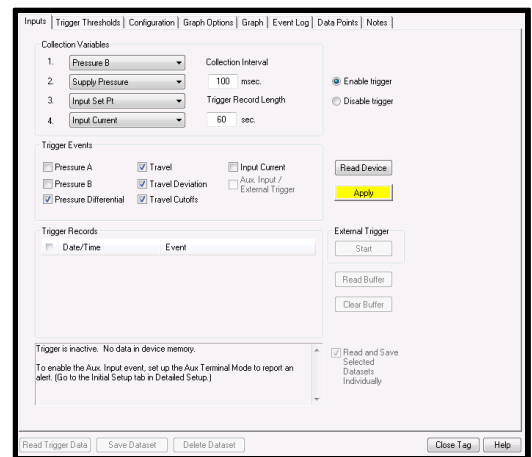 Inputs Trigger Thresholds Configuration Graph Options Graph Event Log Data Points Notes
Collection Variables
1. Pressure B
2. Supply Pressure
3. Input Set Pt
4. Input Current
Collection Interval
100 msec.
Trigger Record Length
60 sec.
Enable trigger
Disable trigger
Trigger Events
Pressure A
Pressure B
Pressure Differential
Travel
Travel Deviation
Travel Cutoffs
Input Current
Aux. Input /
External Trigger
Read Device
Apply
Trigger Records
Date/Time Event
External Trigger
Start
Read Buffer
Clear Buffer
Trigger is inactive. No data in device memory.
To enable the Aux. Input event, set up the Aux Terminal Mode to report an
alert. (Go to the Initial Setup tab in Detailed Setup.)
Read and Save
Selected
Datasets
Individually
Read Trigger Data Save Dataset Delete Dataset Close Tag Help